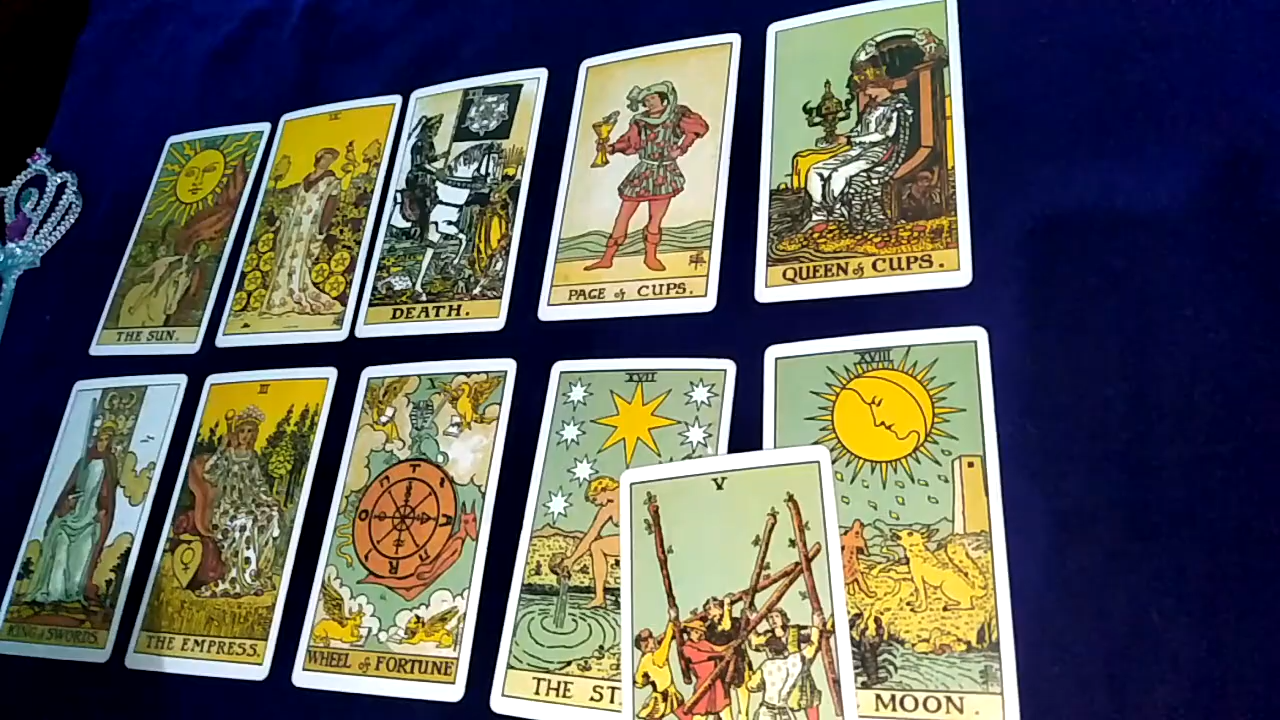 THE SUN.
IX
DEATH.
PAGE of CUPS.
QUEEN of CUPS.
KING of SWORDS.
III
THE EMPRESS.
X
T A R O
WHEEL of FORTUNE
XVII
THE ST
V
XVIII
MOON.